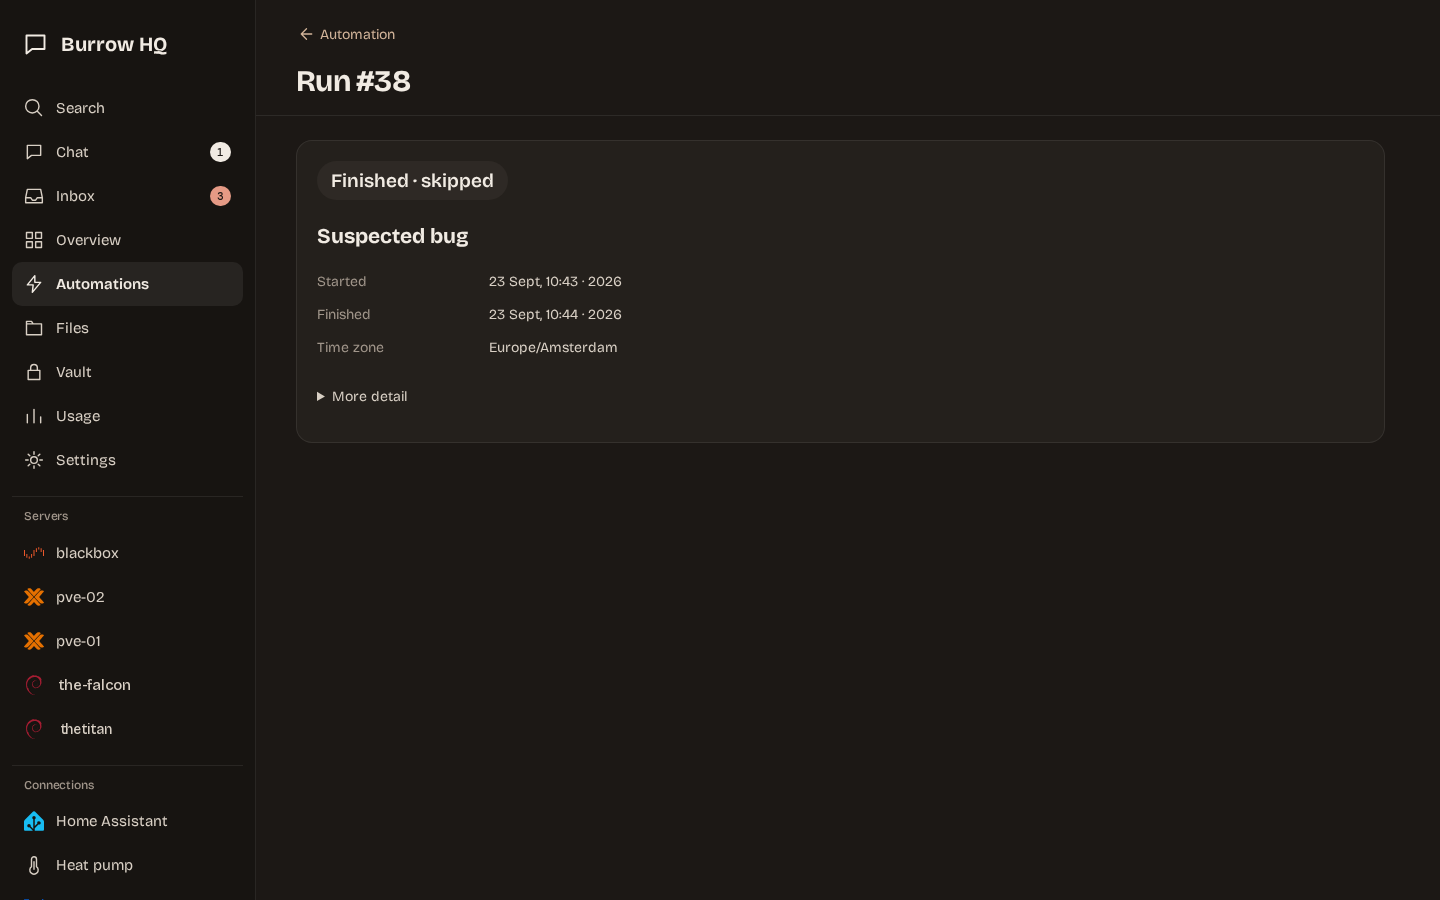 Burrow HQ
Search
Chat 1
Inbox 3
Overview
Automations
Files
Vault
Usage
Settings
Servers
blackbox
pve-02
pve-01
the-falcon
thetitan
Connections
Home Assistant
Heat pump
Automation
Run #38
Finished · skipped
Suspected bug
Started 23 Sept, 10:43 · 2026
Finished 23 Sept, 10:44 · 2026
Time zone Europe/Amsterdam
More detail